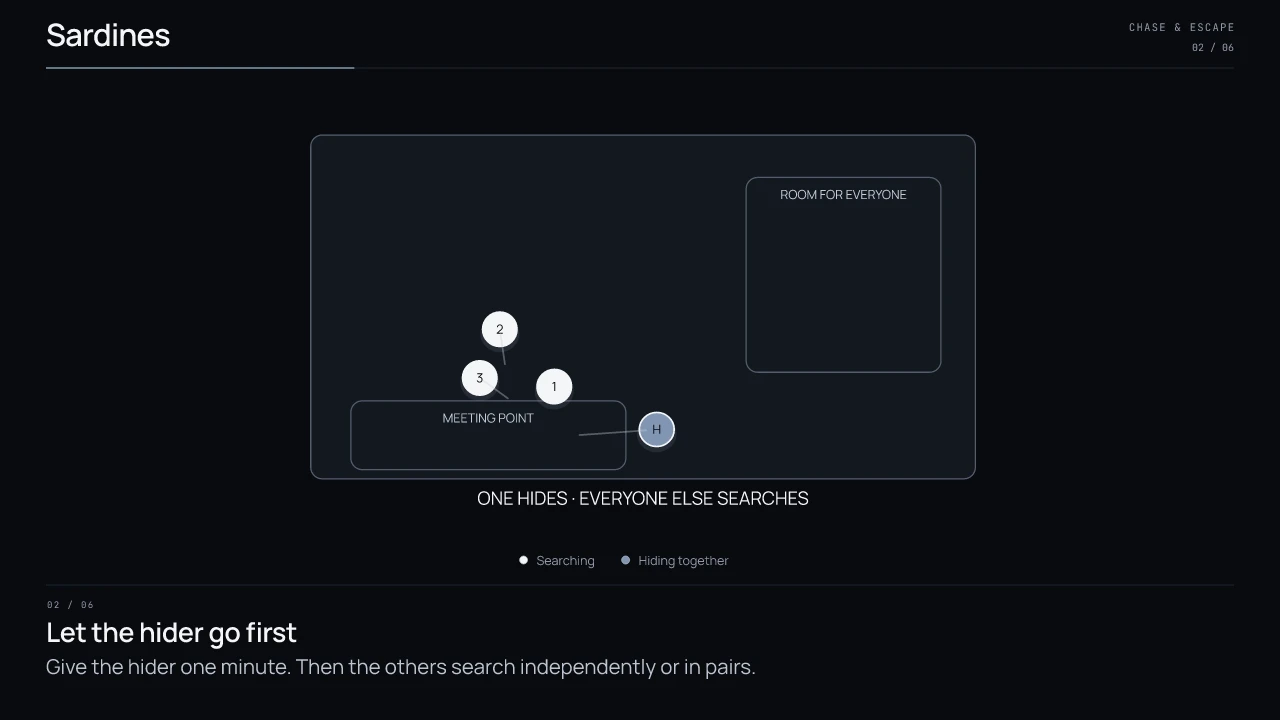 Sardines
CHASE & ESCAPE
02 / 06
ROOM FOR EVERYONE
2
3
1
MEETING POINT
H
ONE HIDES · EVERYONE ELSE SEARCHES
Searching
Hiding together
02 / 06
Let the hider go first
Give the hider one minute. Then the others search independently or in pairs.